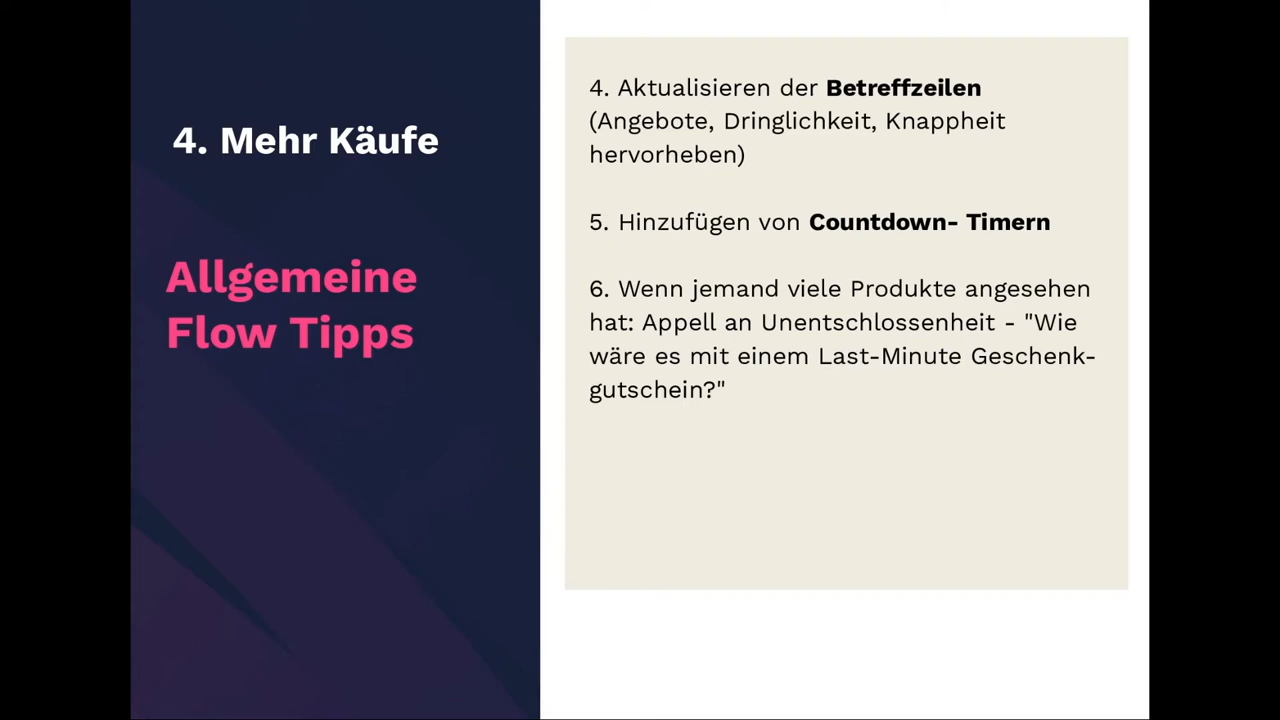 4. Mehr Käufe
Allgemeine
Flow Tipps
4. Aktualisieren der Betreffzeilen
(Angebote, Dringlichkeit, Knappheit
hervorheben)
5. Hinzufügen von Countdown- Timern
6. Wenn jemand viele Produkte angesehen
hat: Appell an Unentschlossenheit - "Wie
wäre es mit einem Last-Minute Geschenk-
gutschein?"